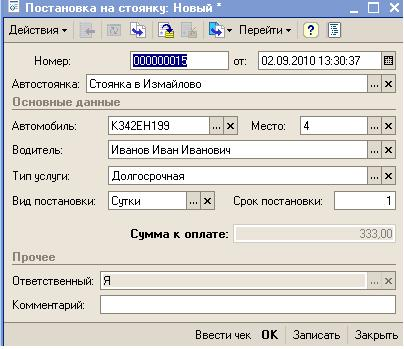 Постановка на стоянку: Новый *
Действия Перейти
Номер: 000000015 от: 02.09.2010 13:30:37
Автостоянка: Стоянка в Измайлово ... ×
Основные данные
Автомобиль: К342ЕН199 ... × Место: 4 ... ×
Водитель: Иванов Иван Иванович ... ×
Тип услуги: Долгосрочная ... ×
Вид постановки: Сутки ... × Срок постановки: 1
Сумма к оплате: 333,00
Прочее
Ответственный: Я ... ×
Комментарий:
Ввести чек OK Записать Закрыть